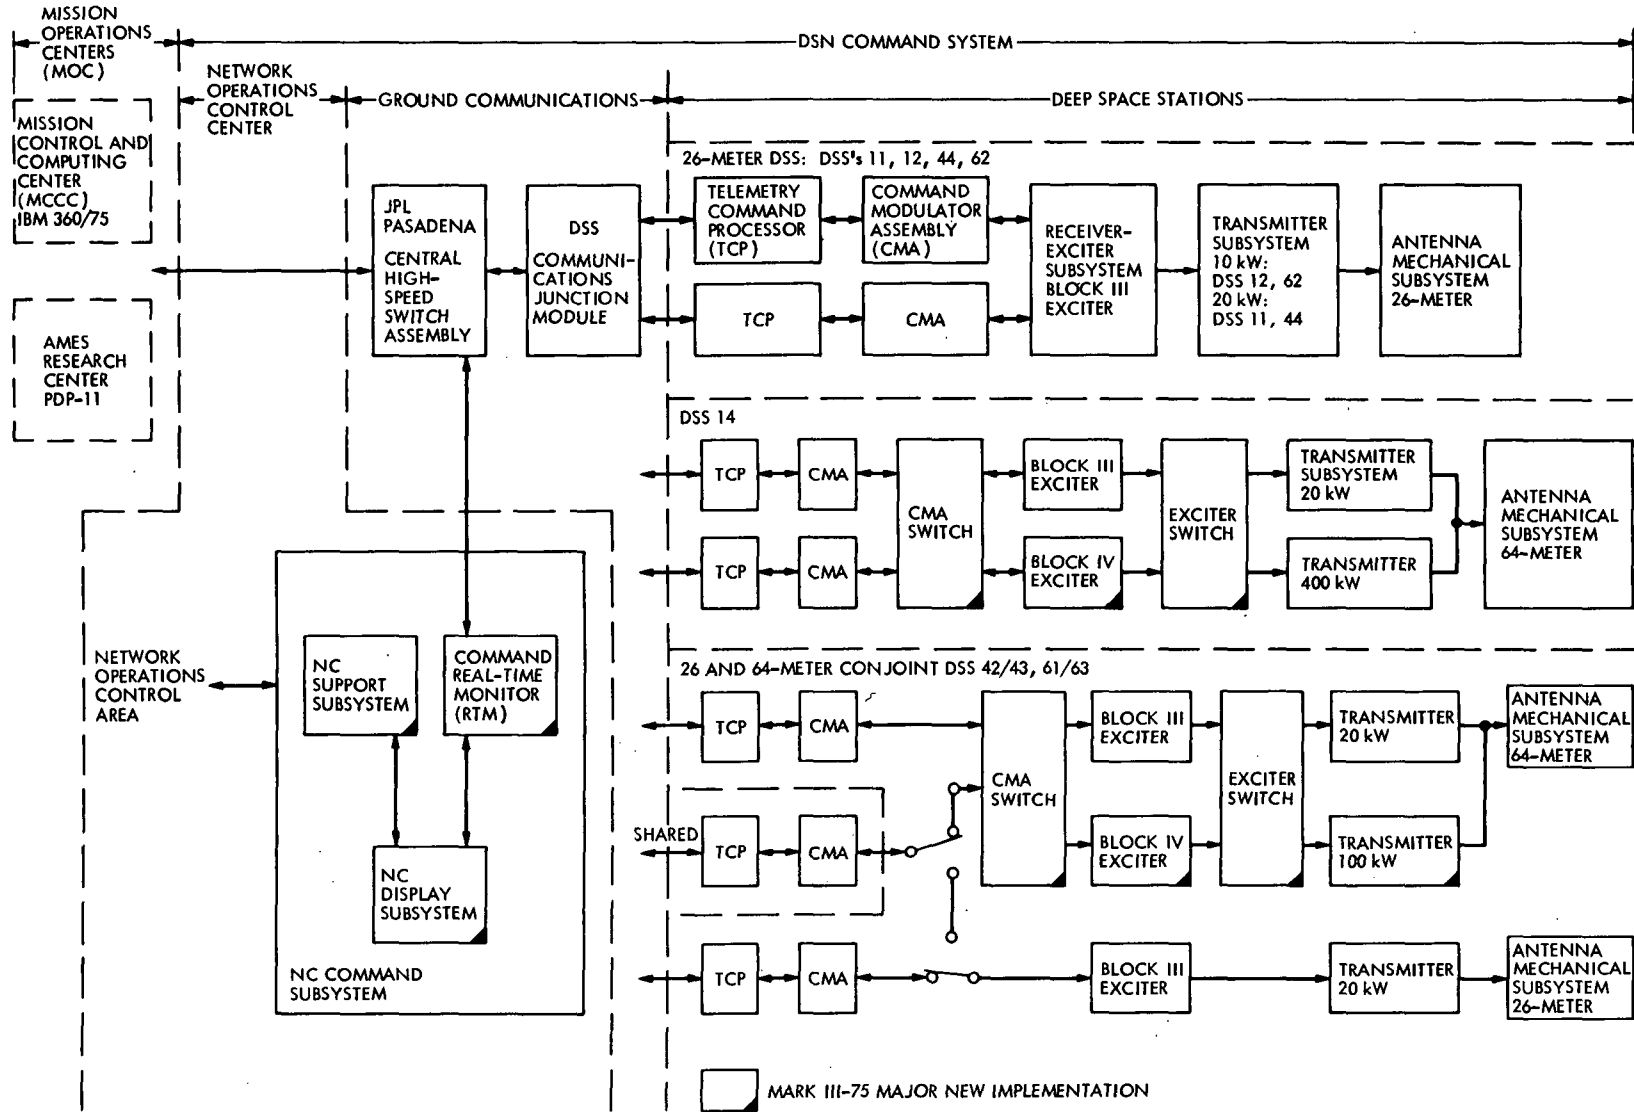 MISSION
OPERATIONS
CENTERS
(MOC)
DSN COMMAND SYSTEM
NETWORK
OPERATIONS
CONTROL
CENTER
GROUND COMMUNICATIONS
DEEP SPACE STATIONS
MISSION
CONTROL AND
COMPUTING
CENTER
(MCCC)
IBM 360/75
AMES
RESEARCH
CENTER
PDP-11
JPL
PASADENA
CENTRAL
HIGH-
SPEED
SWITCH
ASSEMBLY
DSS
COMMUNI-
CATIONS
JUNCTION
MODULE
26-METER DSS: DSS's 11, 12, 44, 62
TELEMETRY
COMMAND
PROCESSOR
(TCP)
COMMAND
MODULATOR
ASSEMBLY
(CMA)
TCP
CMA
RECEIVER-
EXCITER
SUBSYSTEM
BLOCK III
EXCITER
TRANSMITTER
SUBSYSTEM
10 kW:
DSS 12, 62
20 kW:
DSS 11, 44
ANTENNA
MECHANICAL
SUBSYSTEM
26-METER
DSS 14
TCP
CMA
TCP
CMA
CMA
SWITCH
BLOCK III
EXCITER
BLOCK IV
EXCITER
EXCITER
SWITCH
TRANSMITTER
SUBSYSTEM
20 kW
TRANSMITTER
400 kW
ANTENNA
MECHANICAL
SUBSYSTEM
64-METER
NETWORK
OPERATIONS
CONTROL
AREA
NC
SUPPORT
SUBSYSTEM
COMMAND
REAL-TIME
MONITOR
(RTM)
NC
DISPLAY
SUBSYSTEM
NC COMMAND
SUBSYSTEM
26 AND 64-METER CONJOINT DSS 42/43, 61/63
TCP
CMA
SHARED
TCP
CMA
CMA
SWITCH
BLOCK III
EXCITER
BLOCK IV
EXCITER
EXCITER
SWITCH
TRANSMITTER
20 kW
TRANSMITTER
100 kW
ANTENNA
MECHANICAL
SUBSYSTEM
64-METER
TCP
CMA
BLOCK III
EXCITER
TRANSMITTER
20 kW
ANTENNA
MECHANICAL
SUBSYSTEM
26-METER
MARK III-75 MAJOR NEW IMPLEMENTATION